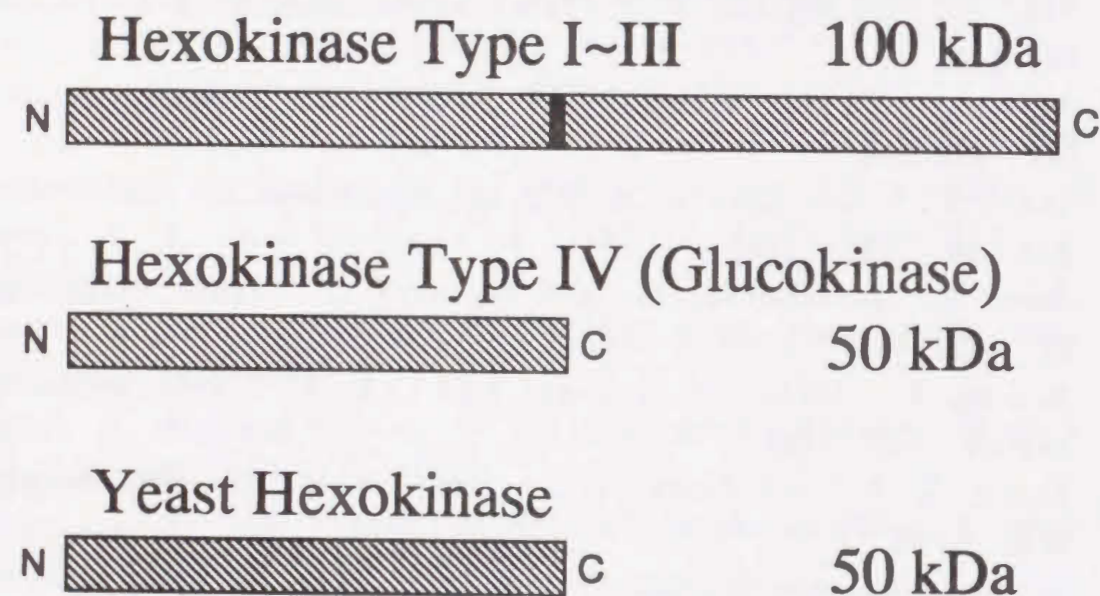 Hexokinase Type I~III 100 kDa
N C
Hexokinase Type IV (Glucokinase)
N C 50 kDa
Yeast Hexokinase
N C 50 kDa